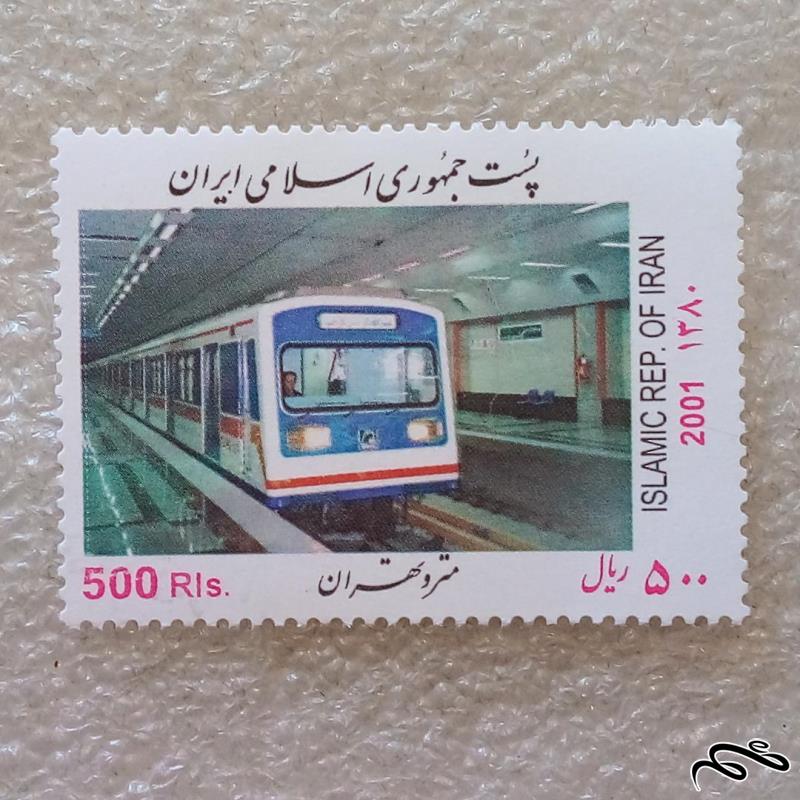 پست جمهوری اسلامی ایران
ISLAMIC REP. OF IRAN
2001 ۱۳۸۰
500 Rls.
مترو تهران
۵۰۰ ریال